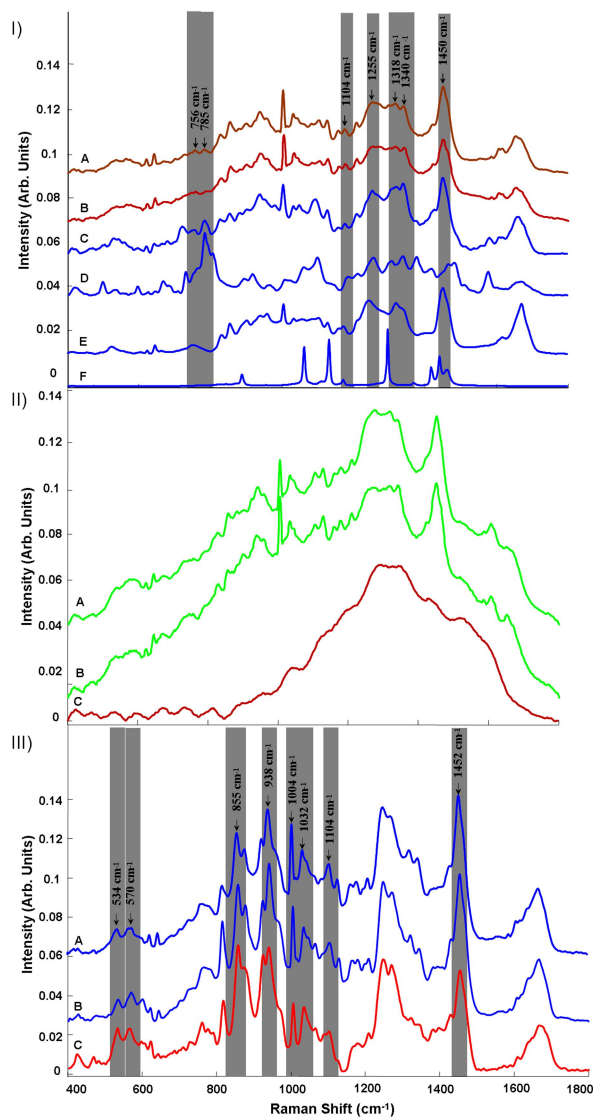 I)
756 cm-1
785 cm-1
1104 cm-1
1255 cm-1
1318 cm-1
1340 cm-1
1450 cm-1
Intensity (Arb. Units)
0.14
0.12
0.1
0.08
0.06
0.04
0.02
0
A
B
C
D
E
F
II)
Intensity (Arb. Units)
0.14
0.12
0.1
0.08
0.06
0.04
0.02
0
A
B
C
III)
534 cm-1
570 cm-1
855 cm-1
938 cm-1
1004 cm-1
1032 cm-1
1104 cm-1
1452 cm-1
Intensity (Arb. Units)
0.14
0.12
0.1
0.08
0.06
0.04
0.02
0
A
B
C
400 600 800 1000 1200 1400 1600 1800
Raman Shift (cm-1)